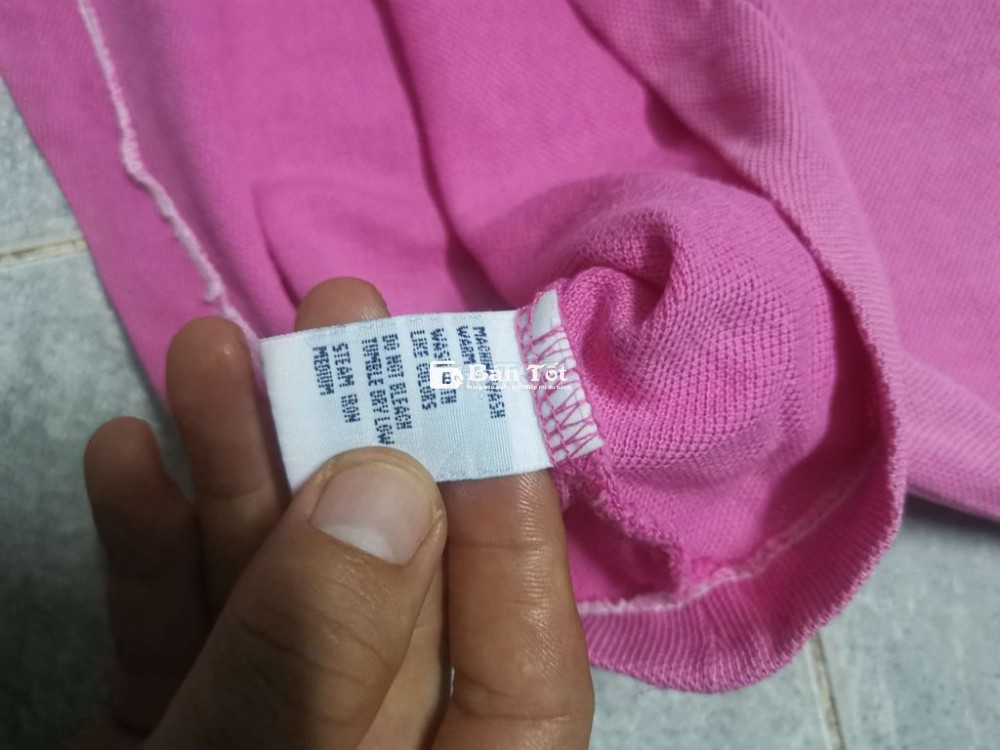 MACHINE WASH
WARM
WASH WITH
LIKE COLORS
DO NOT BLEACH
TUMBLE DRY LOW
STEAM IRON
MEDIUM
Bán Tốt